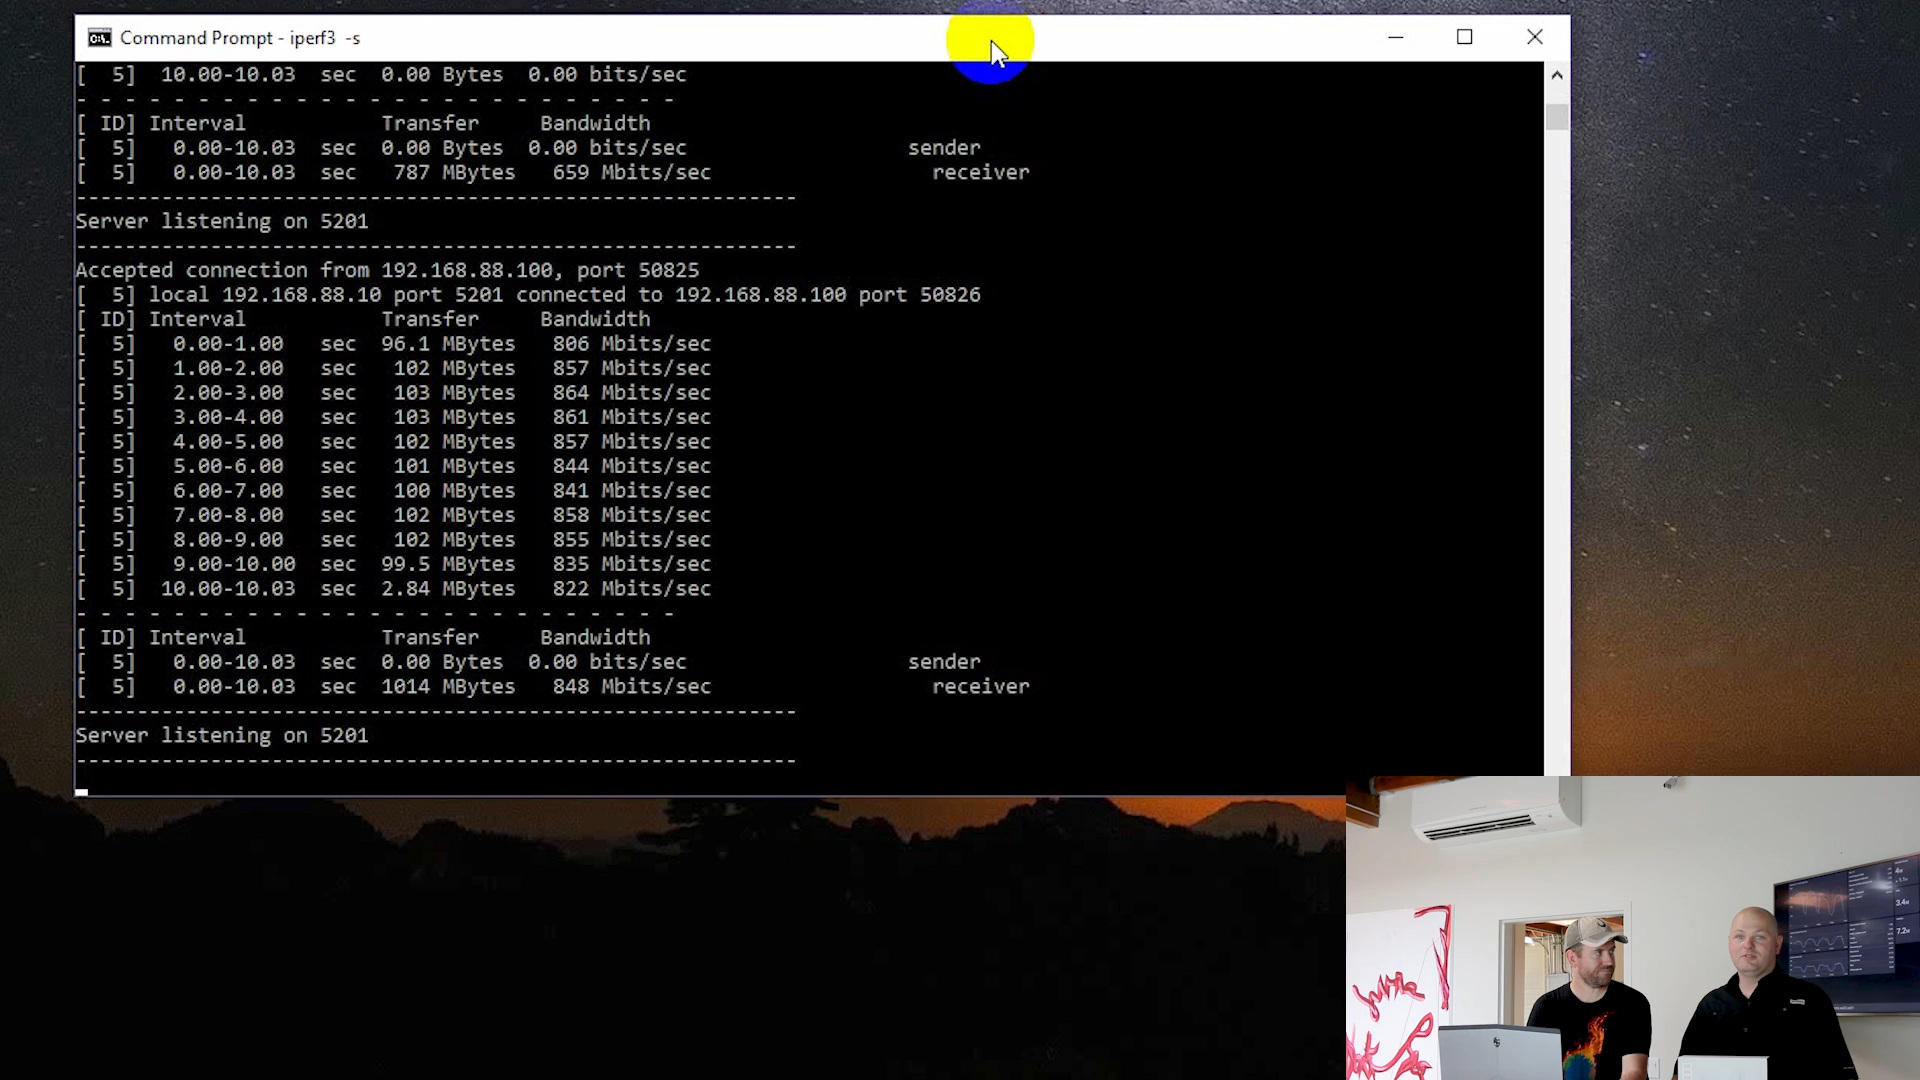 Command Prompt - iperf3  -s
[  5]  10.00-10.03  sec  0.00 Bytes  0.00 bits/sec
- - - - - - - - - - - - - - - - - - - - - - - - -
[ ID] Interval           Transfer     Bandwidth
[  5]   0.00-10.03  sec  0.00 Bytes  0.00 bits/sec                  sender
[  5]   0.00-10.03  sec   787 MBytes   659 Mbits/sec                  receiver
-----------------------------------------------------------
Server listening on 5201
-----------------------------------------------------------
Accepted connection from 192.168.88.100, port 50825
[  5] local 192.168.88.10 port 5201 connected to 192.168.88.100 port 50826
[ ID] Interval           Transfer     Bandwidth
[  5]   0.00-1.00   sec  96.1 MBytes   806 Mbits/sec
[  5]   1.00-2.00   sec   102 MBytes   857 Mbits/sec
[  5]   2.00-3.00   sec   103 MBytes   864 Mbits/sec
[  5]   3.00-4.00   sec   103 MBytes   861 Mbits/sec
[  5]   4.00-5.00   sec   102 MBytes   857 Mbits/sec
[  5]   5.00-6.00   sec   101 MBytes   844 Mbits/sec
[  5]   6.00-7.00   sec   100 MBytes   841 Mbits/sec
[  5]   7.00-8.00   sec   102 MBytes   858 Mbits/sec
[  5]   8.00-9.00   sec   102 MBytes   855 Mbits/sec
[  5]   9.00-10.00  sec  99.5 MBytes   835 Mbits/sec
[  5]  10.00-10.03  sec  2.84 MBytes   822 Mbits/sec
- - - - - - - - - - - - - - - - - - - - - - - - -
[ ID] Interval           Transfer     Bandwidth
[  5]   0.00-10.03  sec  0.00 Bytes  0.00 bits/sec                  sender
[  5]   0.00-10.03  sec  1014 MBytes   848 Mbits/sec                  receiver
-----------------------------------------------------------
Server listening on 5201
-----------------------------------------------------------